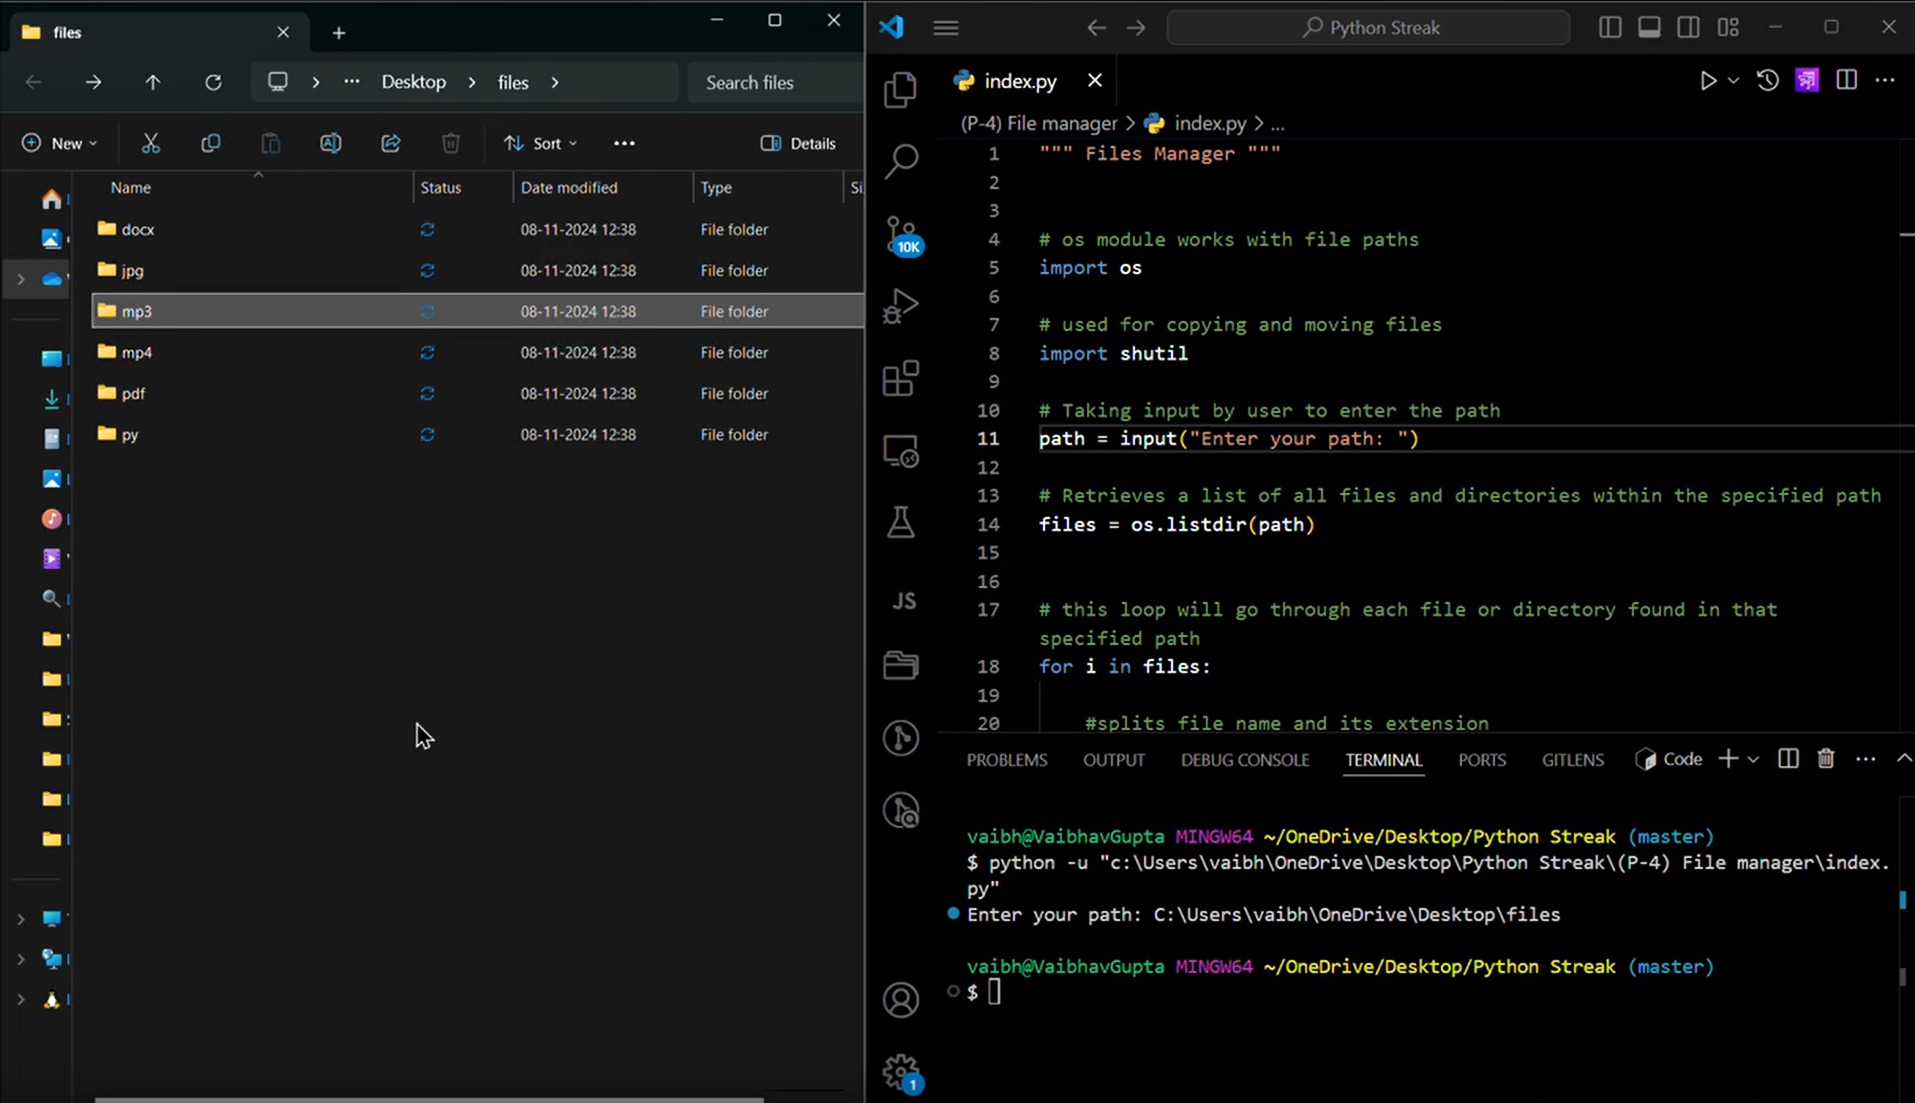 files
Desktop
files
Search files
New
Sort
Details
Name
Status
Date modified
Type
docx
08-11-2024 12:38
File folder
jpg
08-11-2024 12:38
File folder
mp3
08-11-2024 12:38
File folder
mp4
08-11-2024 12:38
File folder
pdf
08-11-2024 12:38
File folder
py
08-11-2024 12:38
File folder
Python Streak
index.py
(P-4) File manager > index.py > ...
10K
JS
1
1 """ Files Manager """
2
3
4 # os module works with file paths
5 import os
6
7 # used for copying and moving files
8 import shutil
9
10 # Taking input by user to enter the path
11 path = input("Enter your path: ")
12
13 # Retrieves a list of all files and directories within the specified path
14 files = os.listdir(path)
15
16
17 # this loop will go through each file or directory found in that
specified path
18 for i in files:
19
20 #splits file name and its extension
PROBLEMS
OUTPUT
DEBUG CONSOLE
TERMINAL
PORTS
GITLENS
Code
vaibh@VaibhavGupta MINGW64 ~/OneDrive/Desktop/Python Streak (master)
$ python -u "c:\Users\vaibh\OneDrive\Desktop\Python Streak\(P-4) File manager\index.
py"
Enter your path: C:\Users\vaibh\OneDrive\Desktop\files
vaibh@VaibhavGupta MINGW64 ~/OneDrive/Desktop/Python Streak (master)
$